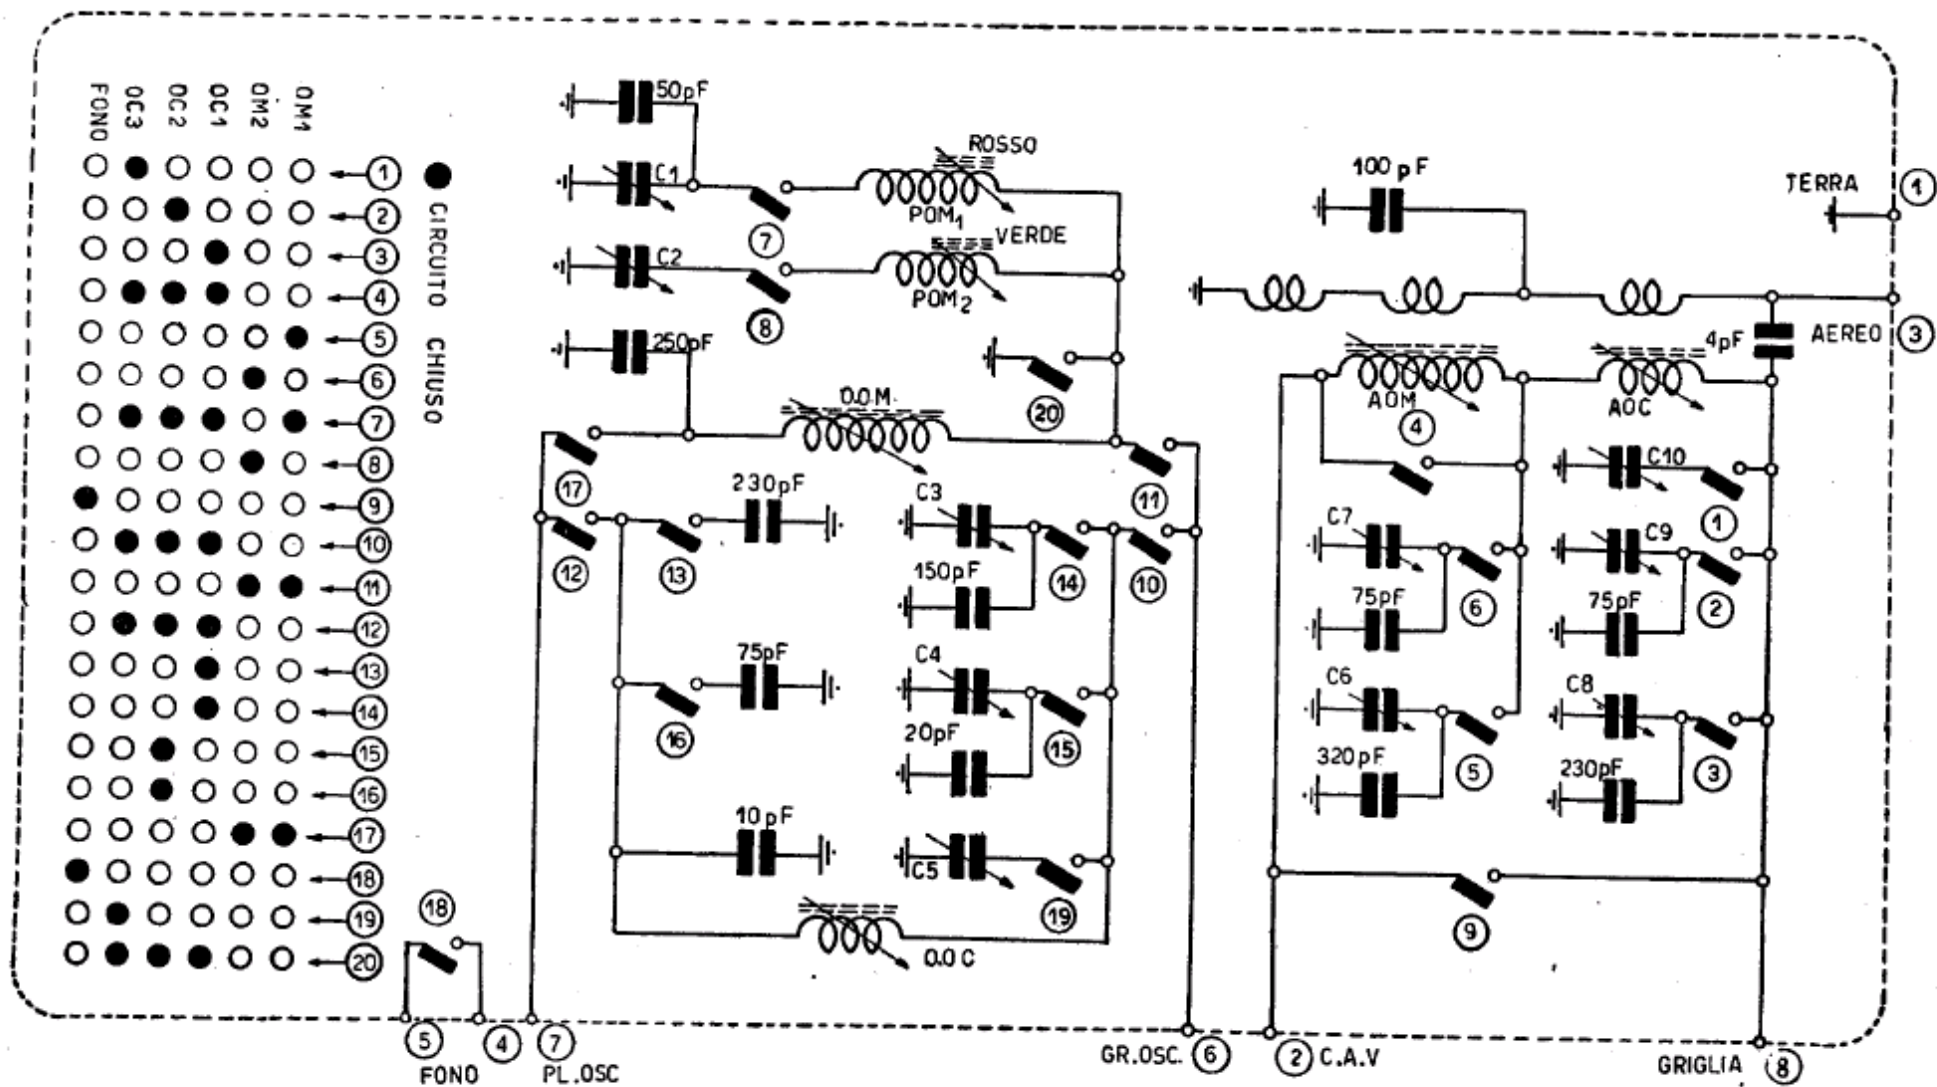 FONO
OC3
OC2
OC1
OM2
OM1
1
2
3
4
5
6
7
8
9
10
11
12
13
14
15
16
17
18
19
20
CIRCUITO CHIUSO
50pF
C1
7
ROSSO
POM1
C2
8
VERDE
POM2
250pF
O.O.M.
20
17
11
230pF
C3
12
13
14
10
150pF
75pF
C4
16
15
20pF
10pF
C5
19
O.O.C
18
100 pF
TERRA
1
AEREO
3
4pF
AOM
4
AOC
C10
1
C7
6
C9
2
75pF
75pF
C6
5
C8
3
320pF
230pF
9
5
4
FONO
7
PL.OSC
GR.OSC.
6
2
C.A.V
GRIGLIA
8